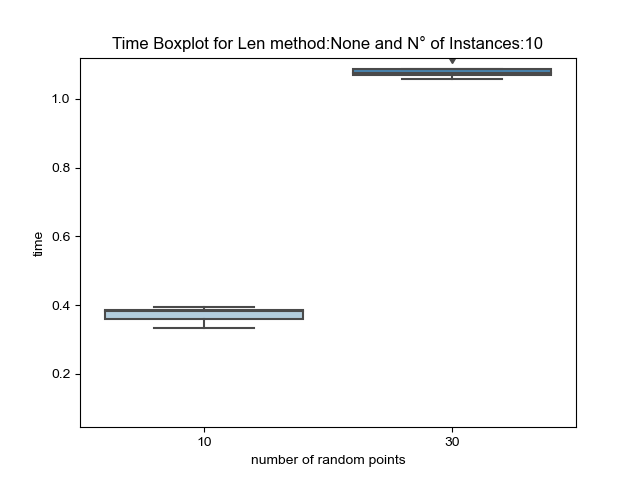 Time Boxplot for Len method:None and N° of Instances:10
1.0
0.8
0.6
0.4
0.2
time
10
30
number of random points